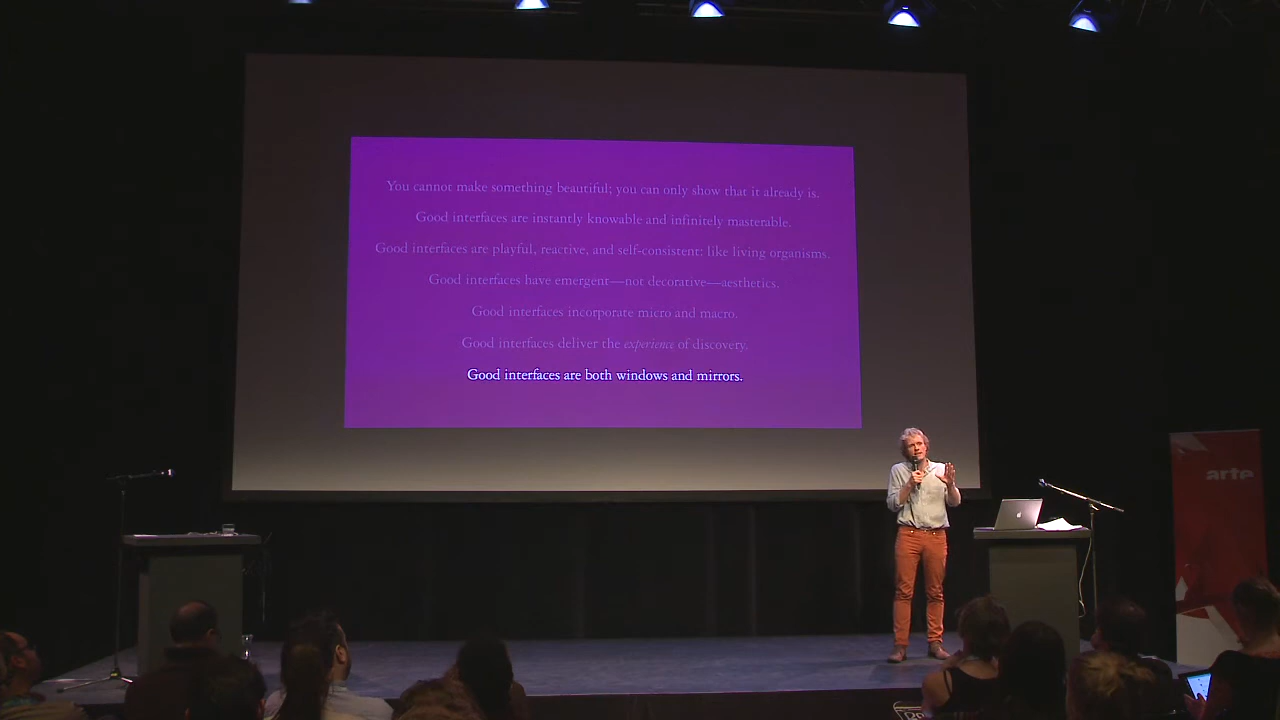 You cannot make something beautiful; you can only show that it already is.
Good interfaces are instantly knowable and infinitely masterable.
Good interfaces are playful, reactive, and self-consistent: like living organisms.
Good interfaces have emergent—not decorative—aesthetics.
Good interfaces incorporate micro and macro.
Good interfaces deliver the experience of discovery.
Good interfaces are both windows and mirrors.
arte